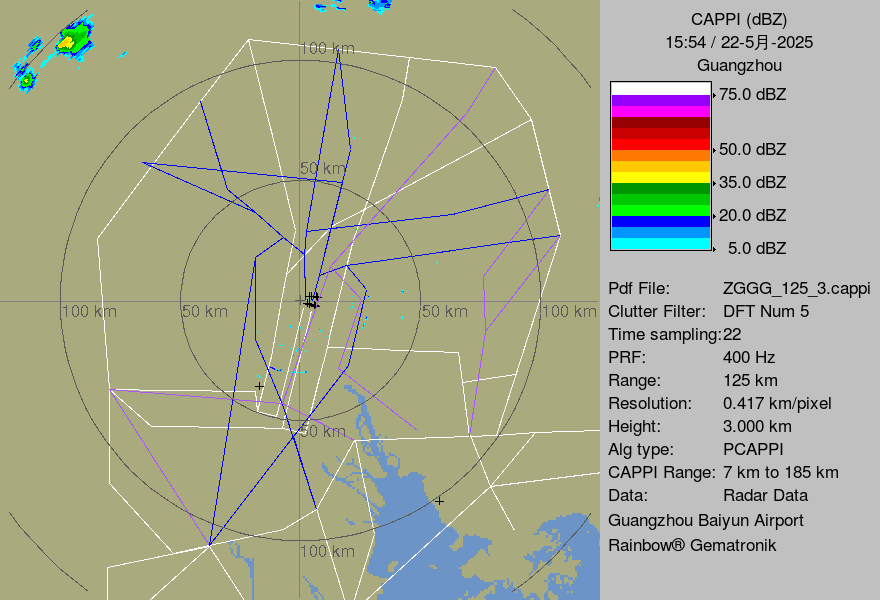 100 km
50 km
100 km
50 km
50 km
100 km
50 km
100 km
CAPPI (dBZ)
15:54 / 22-5月-2025
Guangzhou
75.0 dBZ
50.0 dBZ
35.0 dBZ
20.0 dBZ
5.0 dBZ
Pdf File: ZGGG_125_3.cappi
Clutter Filter: DFT Num 5
Time sampling:22
PRF: 400 Hz
Range: 125 km
Resolution: 0.417 km/pixel
Height: 3.000 km
Alg type: PCAPPI
CAPPI Range: 7 km to 185 km
Data: Radar Data
Guangzhou Baiyun Airport
Rainbow® Gematronik